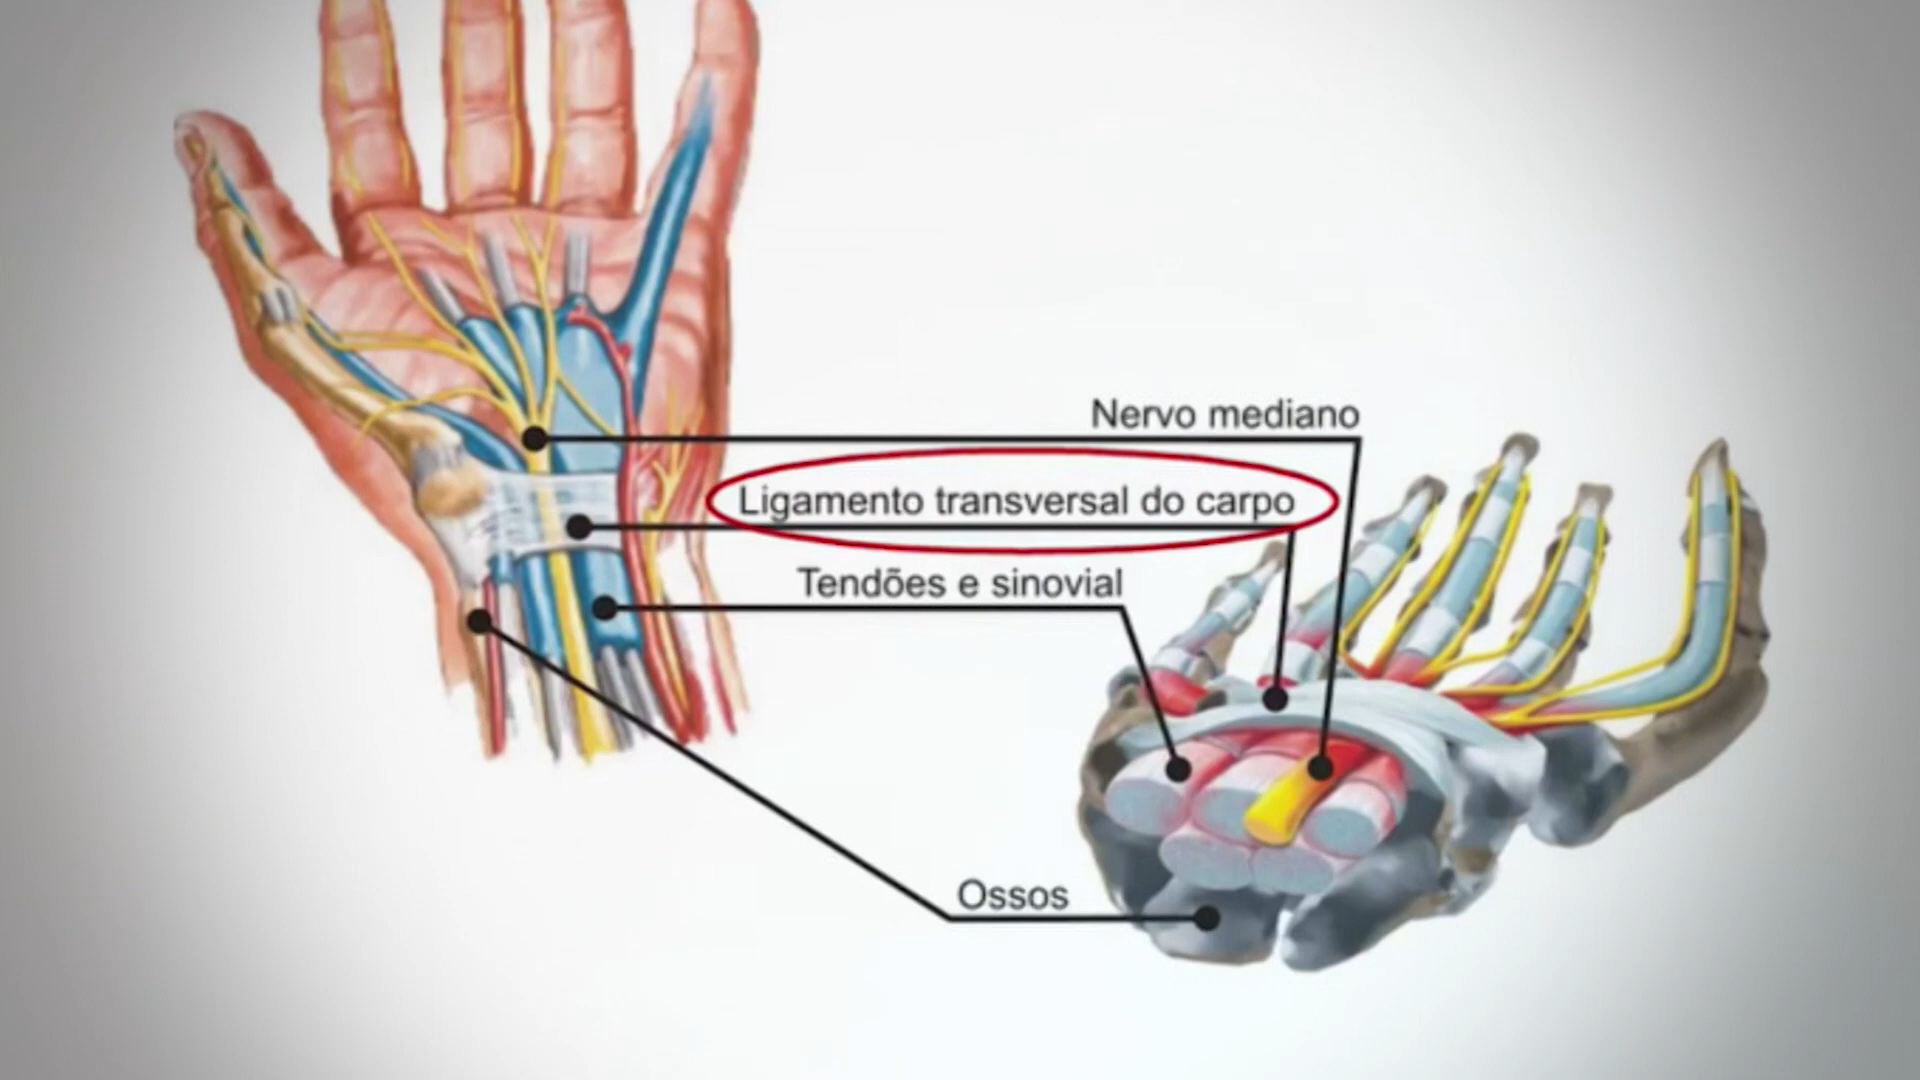 Nervo mediano
Ligamento transversal do carpo
Tendões e sinovial
Ossos